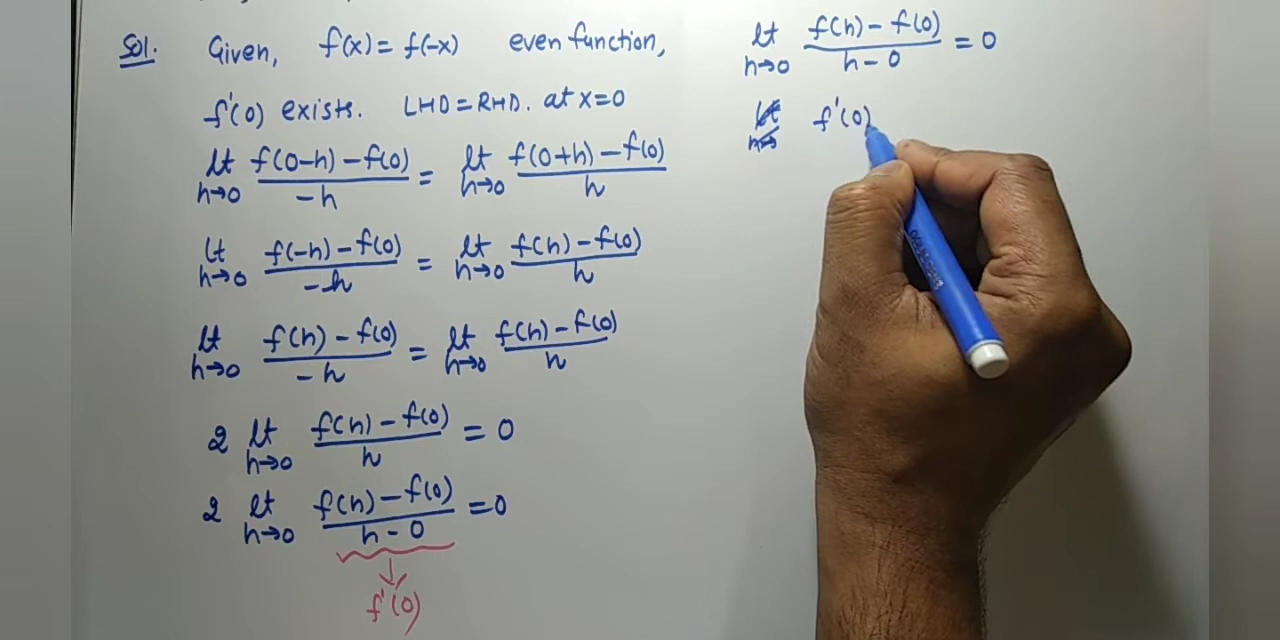 Sol. Given, f(x) = f(-x) even function,
f'(0) exists. LHD = RHD. at x=0
lt h→0 f(0-h) - f(0) / -h = lt h→0 f(0+h) - f(0) / h
lt h→0 f(-h) - f(0) / -h = lt h→0 f(h) - f(0) / h
lt h→0 f(h) - f(0) / -h = lt h→0 f(h) - f(0) / h
2 lt h→0 f(h) - f(0) / h = 0
2 lt h→0 f(h) - f(0) / h - 0 = 0
f'(0)
lt h→0 f(h) - f(0) / h - 0 = 0
f'(0)